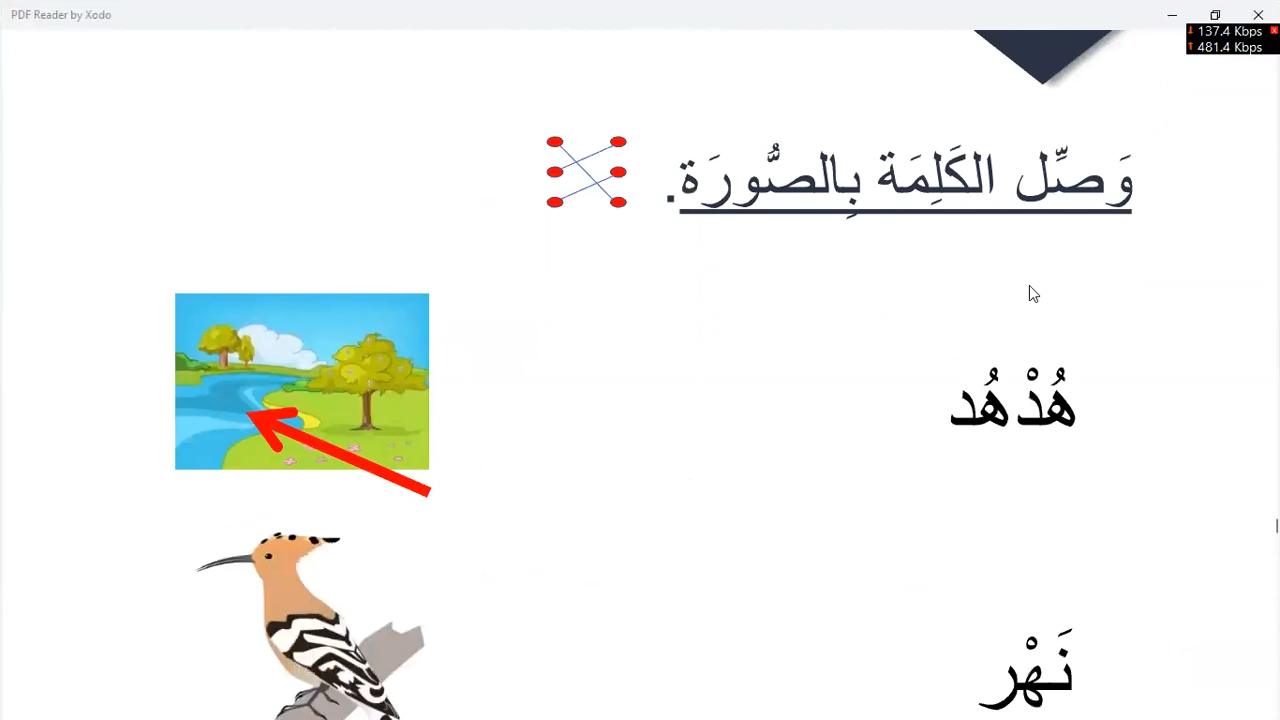 PDF Reader by Xodo
137.4 Kbps
481.4 Kbps
وَصِّل الكَلِمَة بِالصُّورَة.
هُدْهُد
نَهْر